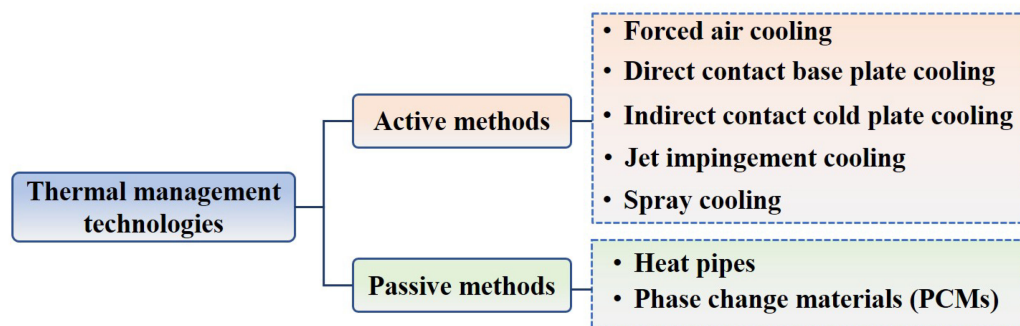 Thermal management
technologies
Active methods
• Forced air cooling
• Direct contact base plate cooling
• Indirect contact cold plate cooling
• Jet impingement cooling
• Spray cooling
Passive methods
• Heat pipes
• Phase change materials (PCMs)